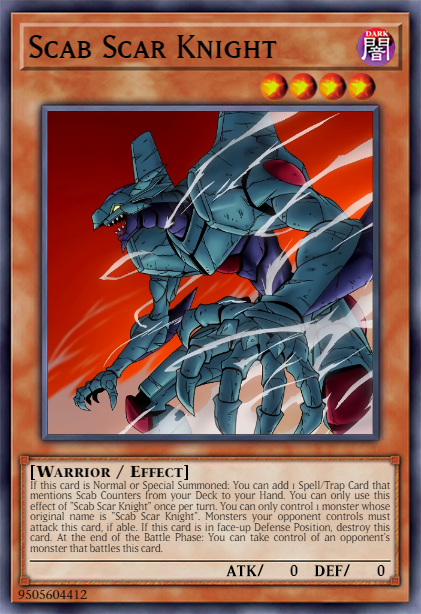 Scab Scar Knight
DARK
闇
[Warrior / Effect]
If this card is Normal or Special Summoned: You can add 1 Spell/Trap Card that
mentions Scab Counters from your Deck to your Hand. You can only use this
effect of "Scab Scar Knight" once per turn. You can only control 1 monster whose
original name is "Scab Scar Knight". Monsters your opponent controls must
attack this card, if able. If this card is in face-up Defense Position, destroy this
card. At the end of the Battle Phase: You can take control of an opponent's
monster that battles this card.
ATK/ 0 DEF/ 0
9505604412